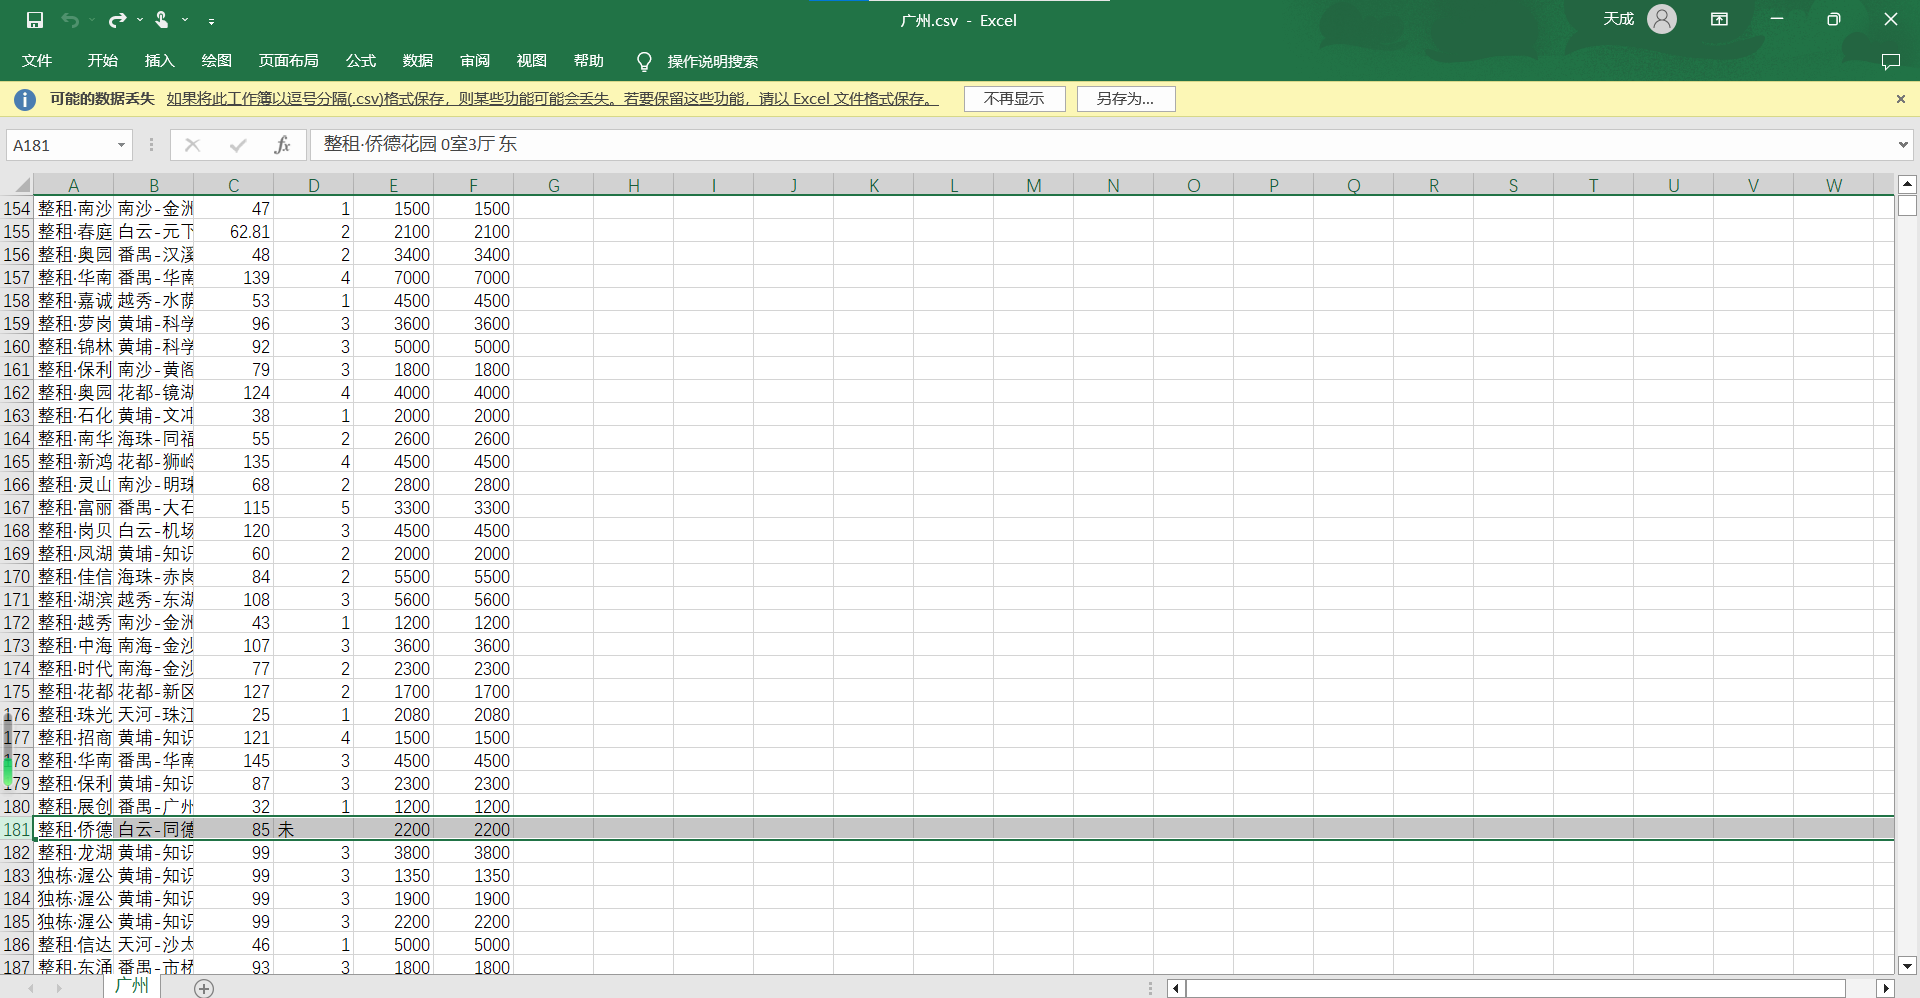 广州.csv - Excel
天成
文件 开始 插入 绘图 页面布局 公式 数据 审阅 视图 帮助 操作说明搜索
可能的数据丢失 如果将此工作簿以逗号分隔(.csv)格式保存，则某些功能可能会丢失。若要保留这些功能，请以 Excel 文件格式保存。 不再显示 另存为...
A181 fx 整租·侨德花园 0室3厅 东
A B C D E F G H I J K L M N O P Q R S T U V W
154 整租·南沙 南沙-金洲 47 1 1500 1500
155 整租·春庭 白云-元下 62.81 2 2100 2100
156 整租·奥园 番禺-汉溪 48 2 3400 3400
157 整租·华南 番禺-华南 139 4 7000 7000
158 整租·嘉诚 越秀-水荫 53 1 4500 4500
159 整租·萝岗 黄埔-科学 96 3 3600 3600
160 整租·锦林 黄埔-科学 92 3 5000 5000
161 整租·保利 南沙-黄阁 79 3 1800 1800
162 整租·奥园 花都-镜湖 124 4 4000 4000
163 整租·石化 黄埔-文冲 38 1 2000 2000
164 整租·南华 海珠-同福 55 2 2600 2600
165 整租·新鸿 花都-狮岭 135 4 4500 4500
166 整租·灵山 南沙-明珠 68 2 2800 2800
167 整租·富丽 番禺-大石 115 5 3300 3300
168 整租·岗贝 白云-机场 120 3 4500 4500
169 整租·凤湖 黄埔-知识 60 2 2000 2000
170 整租·佳信 海珠-赤岗 84 2 5500 5500
171 整租·湖滨 越秀-东湖 108 3 5600 5600
172 整租·越秀 南沙-金洲 43 1 1200 1200
173 整租·中海 南海-金沙 107 3 3600 3600
174 整租·时代 南海-金沙 77 2 2300 2300
175 整租·花都 花都-新区 127 2 1700 1700
176 整租·珠光 天河-珠江 25 1 2080 2080
177 整租·招商 黄埔-知识 121 4 1500 1500
178 整租·华南 番禺-华南 145 3 4500 4500
179 整租·保利 黄埔-知识 87 3 2300 2300
180 整租·展创 番禺-广州 32 1 1200 1200
181 整租·侨德 白云-同德 85 未 2200 2200
182 整租·龙湖 黄埔-知识 99 3 3800 3800
183 独栋·渥公 黄埔-知识 99 3 1350 1350
184 独栋·渥公 黄埔-知识 99 3 1900 1900
185 独栋·渥公 黄埔-知识 99 3 2200 2200
186 整租·信达 天河-沙太 46 1 5000 5000
187 整租·东涌 番禺-市桥 93 3 1800 1800
广州